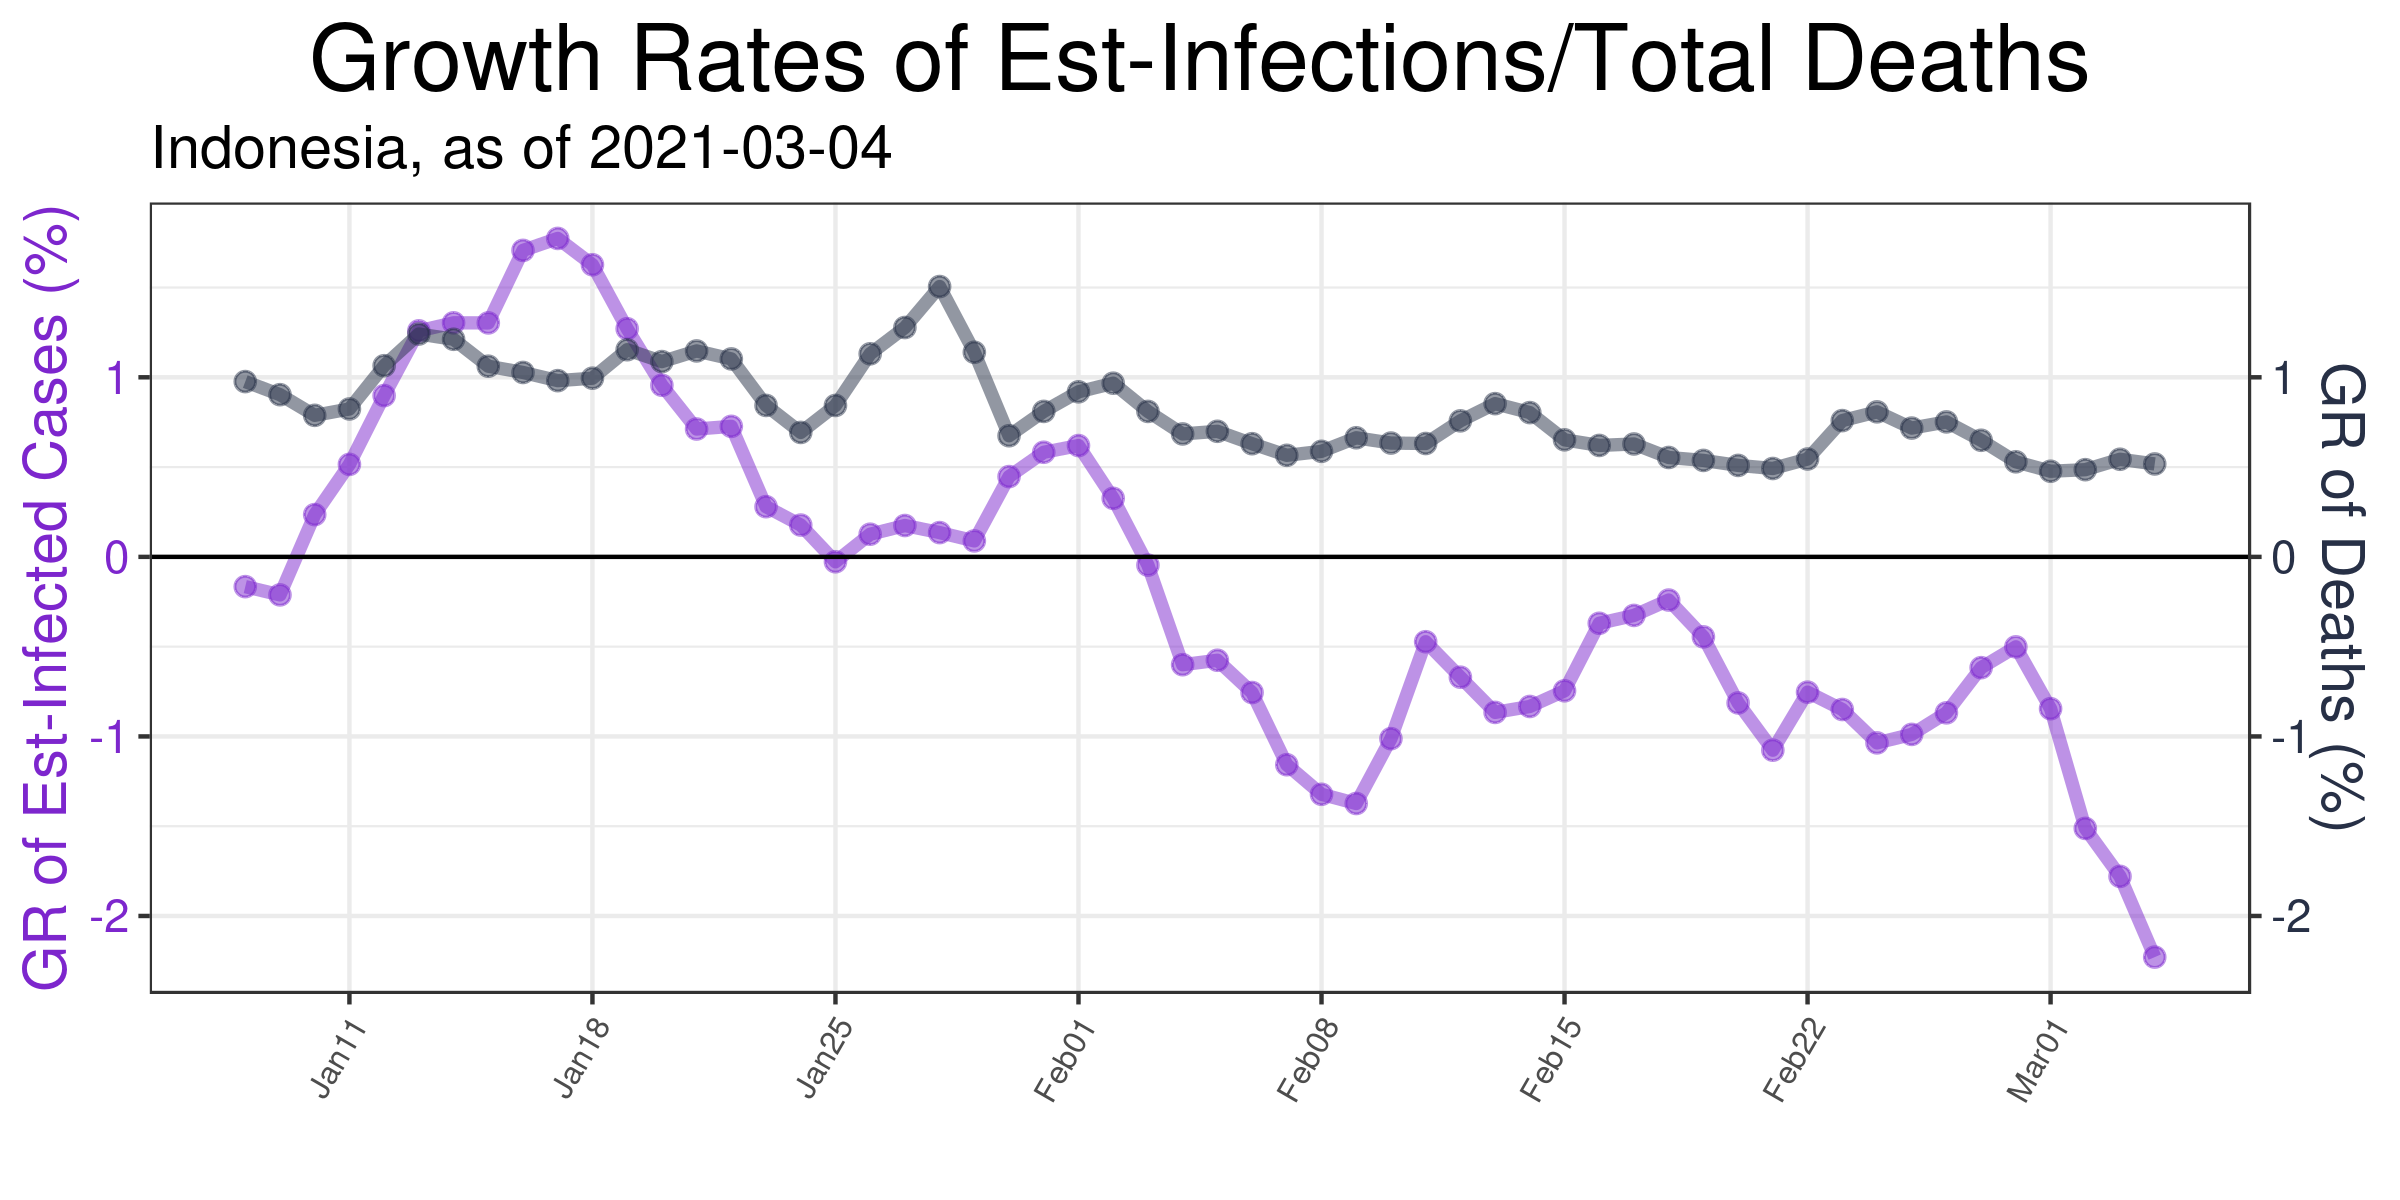 Growth Rates of Est-Infections/Total Deaths
Indonesia, as of 2021-03-04
GR of Est-Infected Cases (%)
1
0
-1
-2
1
0
-1
-2
GR of Deaths (%)
Jan11
Jan18
Jan25
Feb01
Feb08
Feb15
Feb22
Mar01